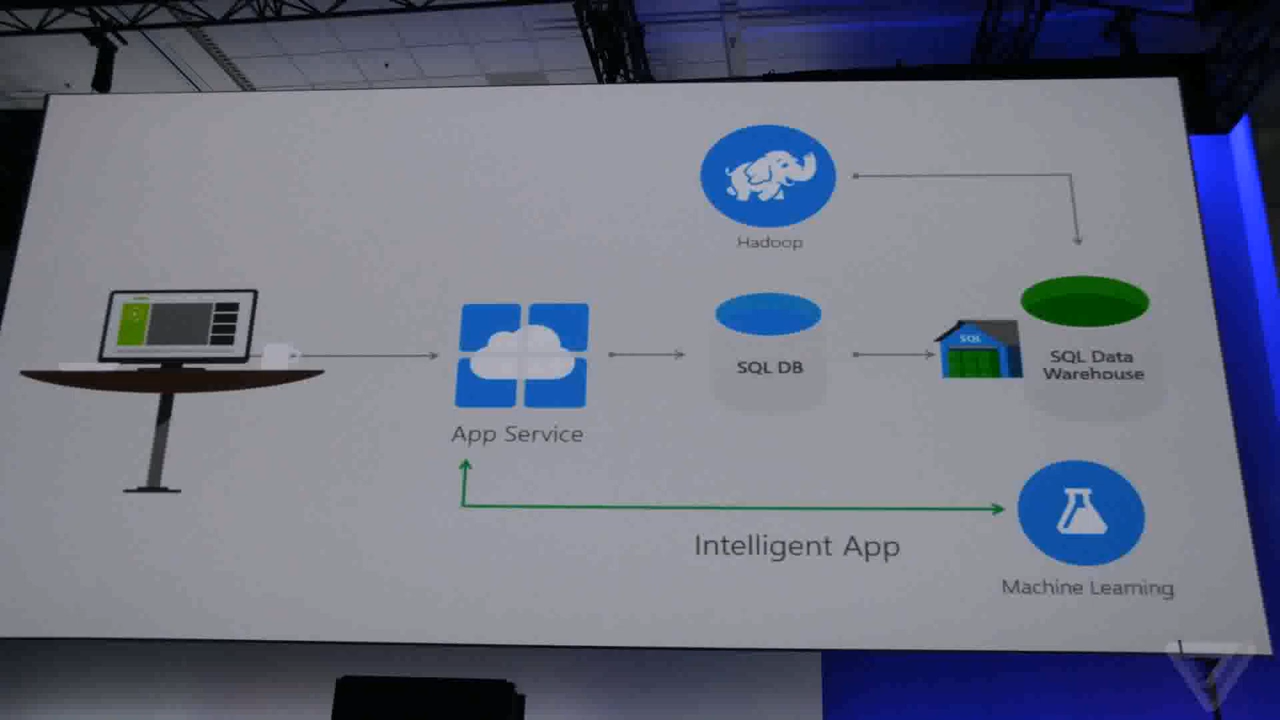 Hadoop
SQL DB
SQL
SQL Data
Warehouse
App Service
Intelligent App
Machine Learning